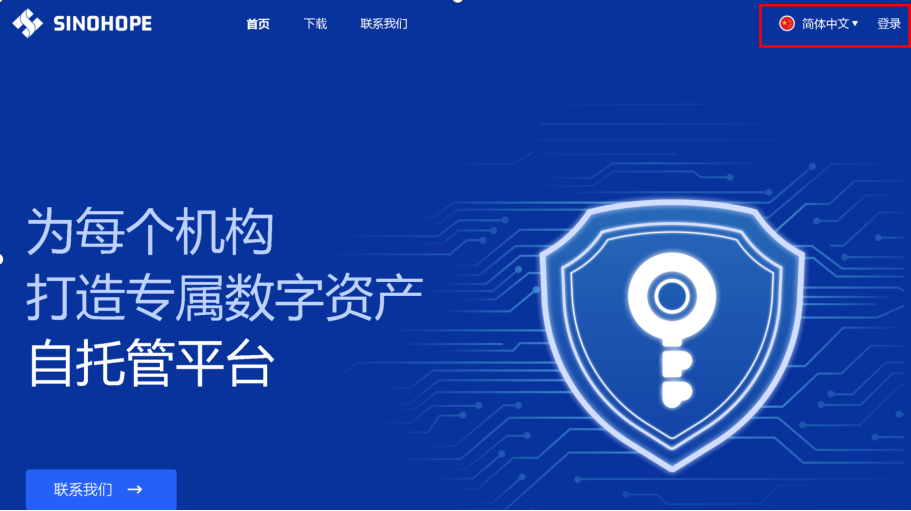 SINOHOPE
首页 下载 联系我们 简体中文 登录
为每个机构
打造专属数字资产
自托管平台
联系我们 →